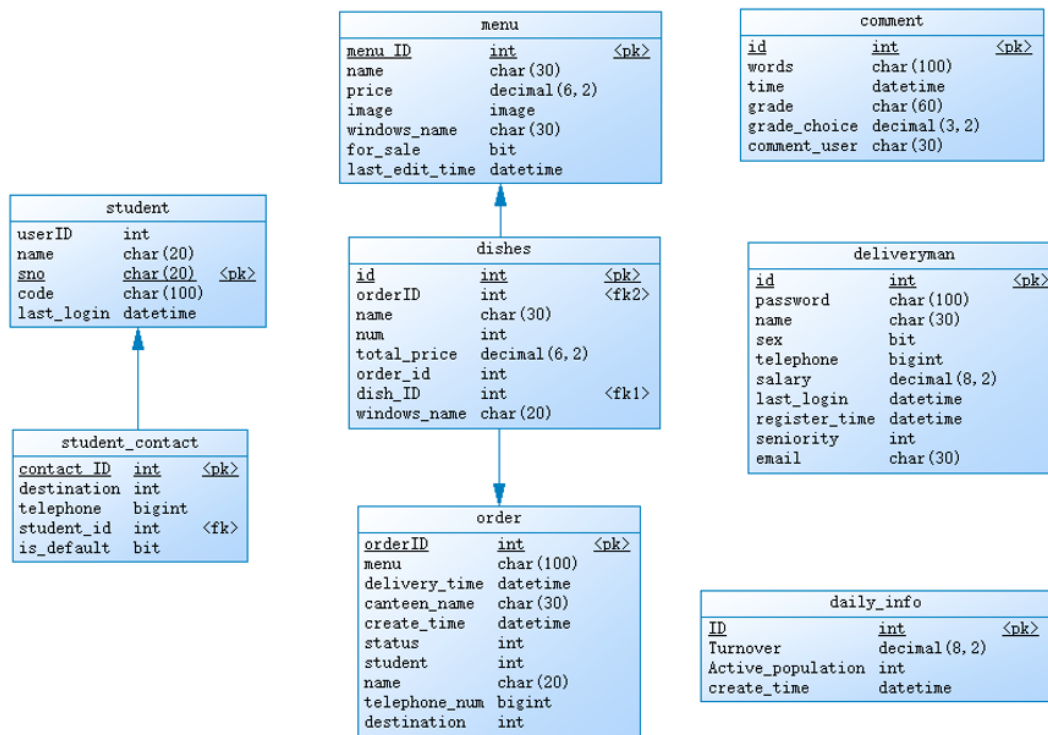 menu
menu_ID int <pk>
name char(30)
price decimal(6,2)
image image
windows_name char(30)
for_sale bit
last_edit_time datetime
comment
id int <pk>
words char(100)
time datetime
grade char(60)
grade_choice decimal(3,2)
comment_user char(30)
student
userID int
name char(20)
sno char(20) <pk>
code char(100)
last_login datetime
dishes
id int <pk>
orderID int <fk2>
name char(30)
num int
total_price decimal(6,2)
order_id int
dish_ID int <fk1>
windows_name char(20)
deliveryman
id int <pk>
password char(100)
name char(30)
sex bit
telephone bigint
salary decimal(8,2)
last_login datetime
register_time datetime
seniority int
email char(30)
student_contact
contact_ID int <pk>
destination int
telephone bigint
student_id int <fk>
is_default bit
order
orderID int <pk>
menu char(100)
delivery_time datetime
canteen_name char(30)
create_time datetime
status int
student int
name char(20)
telephone_num bigint
destination int
daily_info
ID int <pk>
Turnover decimal(8,2)
Active_population int
create_time datetime